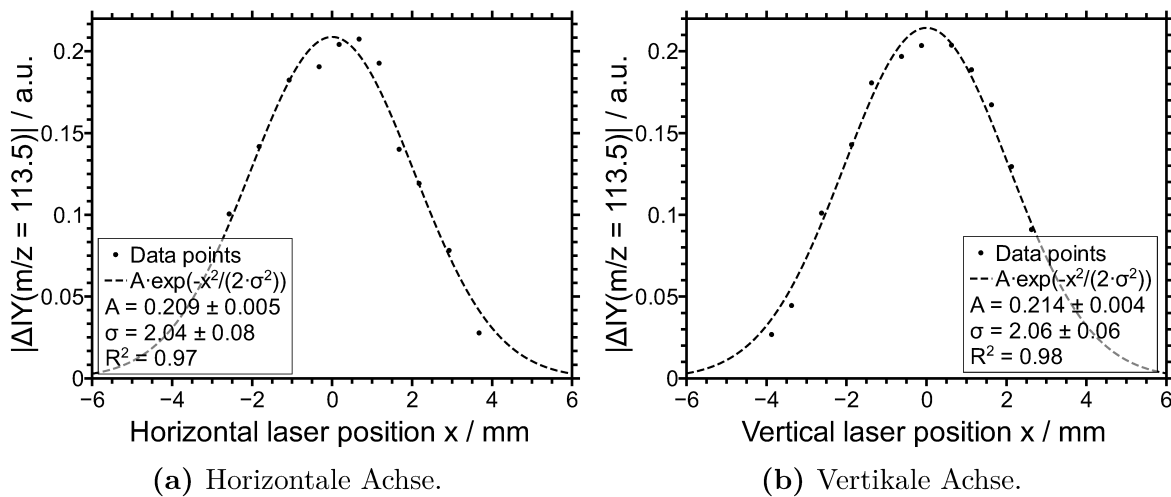 |ΔIY(m/z = 113.5)| / a.u.
0.2
0.15
0.1
0.05
0
Data points
A·exp(-x²/(2·σ²))
A = 0.209 ± 0.005
σ = 2.04 ± 0.08
R² = 0.97
−6 −4 −2 0 2 4 6
Horizontal laser position x / mm
(a) Horizontale Achse.
|ΔIY(m/z = 113.5)| / a.u.
0.2
0.15
0.1
0.05
0
Data points
A·exp(-x²/(2·σ²))
A = 0.214 ± 0.004
σ = 2.06 ± 0.06
R² = 0.98
−6 −4 −2 0 2 4 6
Vertical laser position x / mm
(b) Vertikale Achse.